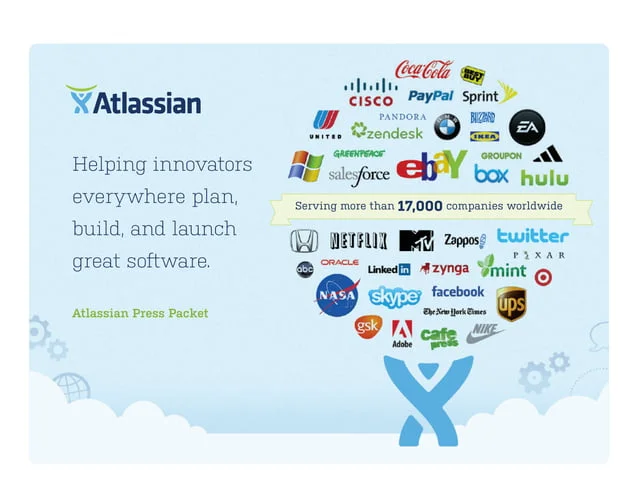 Atlassian
Helping innovators
everywhere plan,
build, and launch
great software.
Atlassian Press Packet
Coca-Cola
BEST BUY
CISCO
PayPal
Sprint
UNITED
PANDORA
zendesk
BLIZZARD
IKEA
EA
GREENPEACE
salesforce
ebay
GROUPON
box
hulu
Serving more than 17,000 companies worldwide
NETFLIX
MTV
Zappos
twitter
PIXAR
abc
ORACLE
Linked in
zynga
mint
NASA
skype
facebook
The New York Times
ups
gsk
Adobe
cafe
press
NIKE